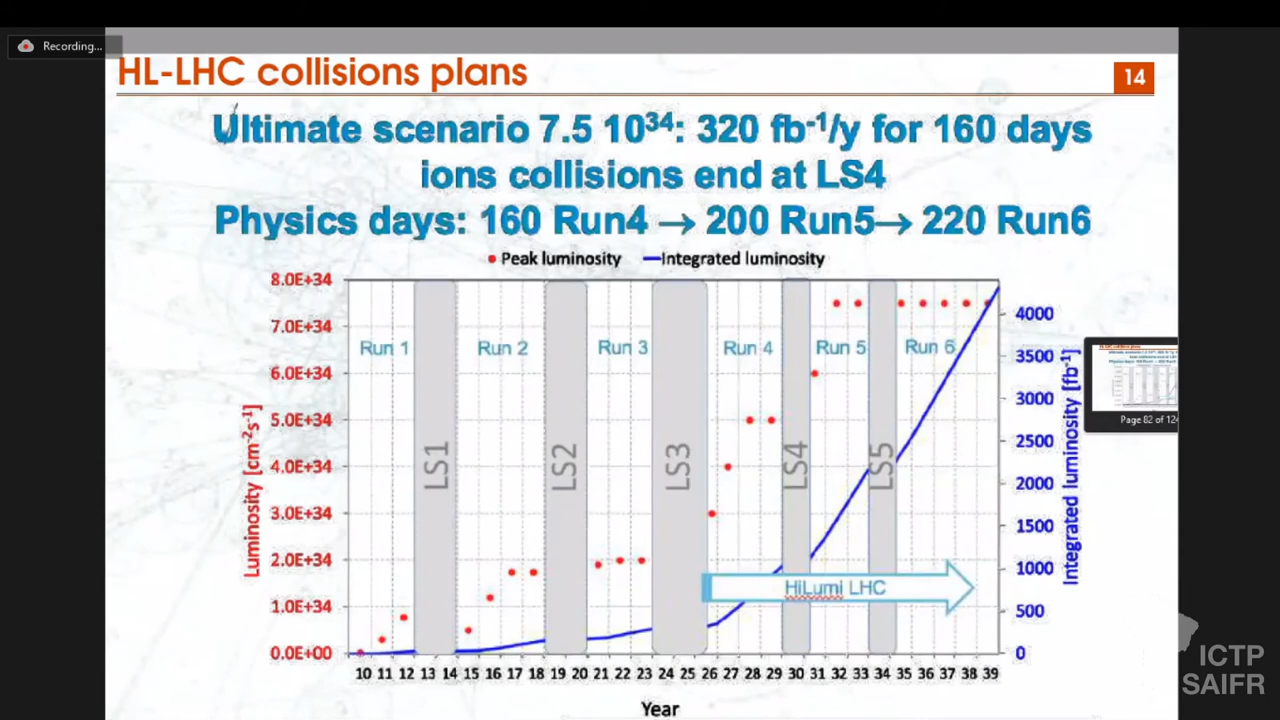 Recording...
HL-LHC collisions plans
14
Ultimate scenario 7.5 10³⁴: 320 fb⁻¹/y for 160 days
ions collisions end at LS4
Physics days: 160 Run4 → 200 Run5→ 220 Run6
Peak luminosity
Integrated luminosity
8.0E+34
7.0E+34
6.0E+34
5.0E+34
4.0E+34
3.0E+34
2.0E+34
1.0E+34
0.0E+00
Luminosity [cm⁻²s⁻¹]
Run 1
Run 2
Run 3
Run 4
Run 5
Run 6
LS1
LS2
LS3
LS4
LS5
HiLumi LHC
4000
3500
3000
2500
2000
1500
1000
500
0
Integrated luminosity [fb⁻¹]
10 11 12 13 14 15 16 17 18 19 20 21 22 23 24 25 26 27 28 29 30 31 32 33 34 35 36 37 38 39
Year
HL-LHC collisions plans
Page 82 of 124
ICTP
SAIFR